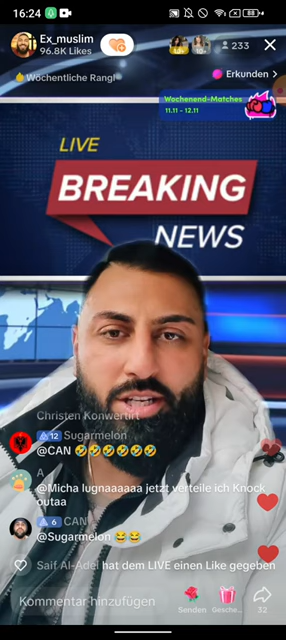 16:24
Ex_muslim
96.8K Likes
233
Wöchentliche Rangl
Erkunden >
Wochenend-Matches
11.11 - 12.11
LIVE
BREAKING
NEWS
Christen Konwertirt
12 Sugarmelon
@CAN 🤣🤣🤣🤣🤣🤣
A
@Micha lugnaaaaaa jetzt verteile ich Knock
outaa
6 CAN
@Sugarmelon 😂😂
Saif Al-Adel hat dem LIVE einen Like gegeben
Kommentar hinzufügen
Senden
Gesche...
32